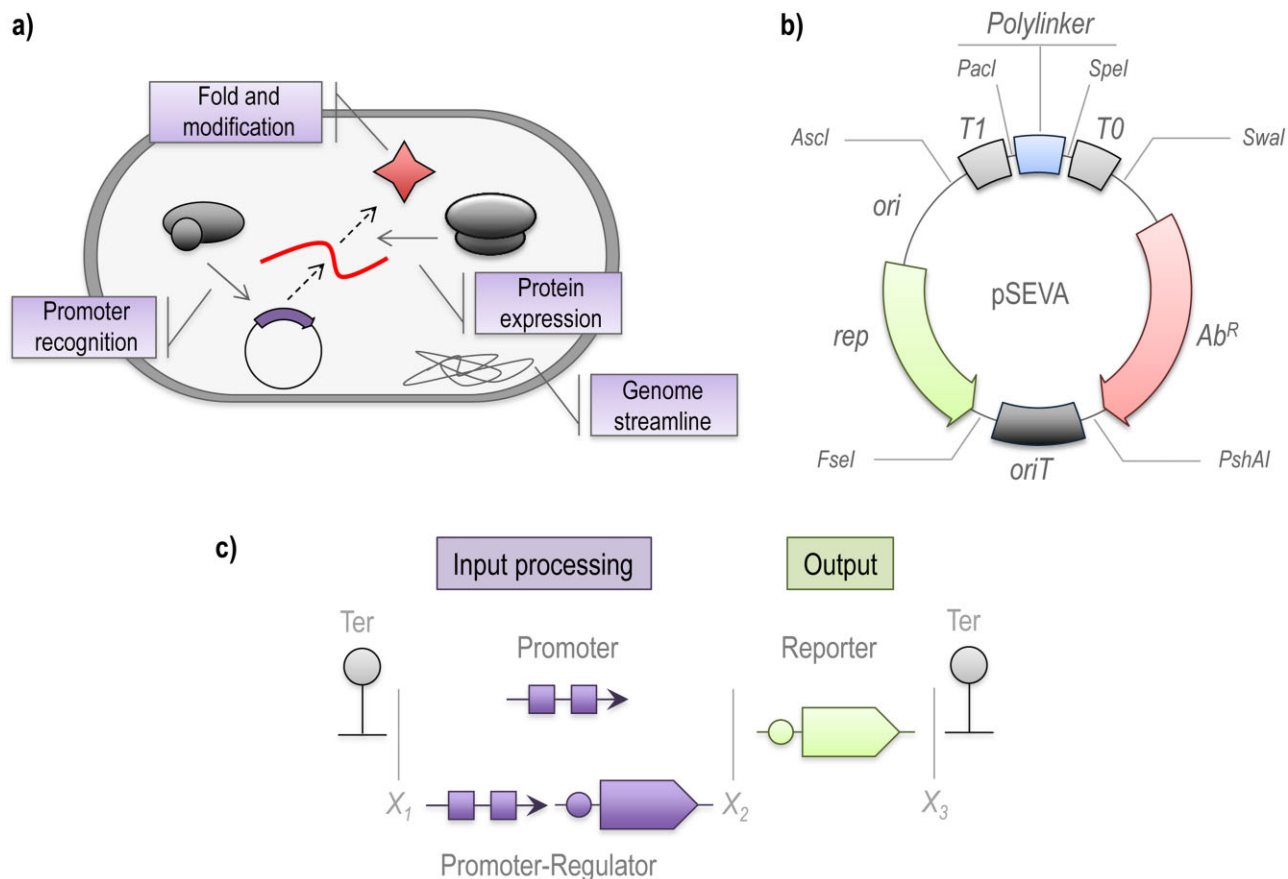 a)
Fold and
modification
Promoter
recognition
Protein
expression
Genome
streamline
b)
Polylinker
PacI
SpeI
AscI
T1
T0
SwaI
ori
pSEVA
rep
Ab^R
FseI
oriT
PshAI
c)
Input processing
Output
Ter
Promoter
Reporter
Ter
X₁
X₂
X₃
Promoter-Regulator